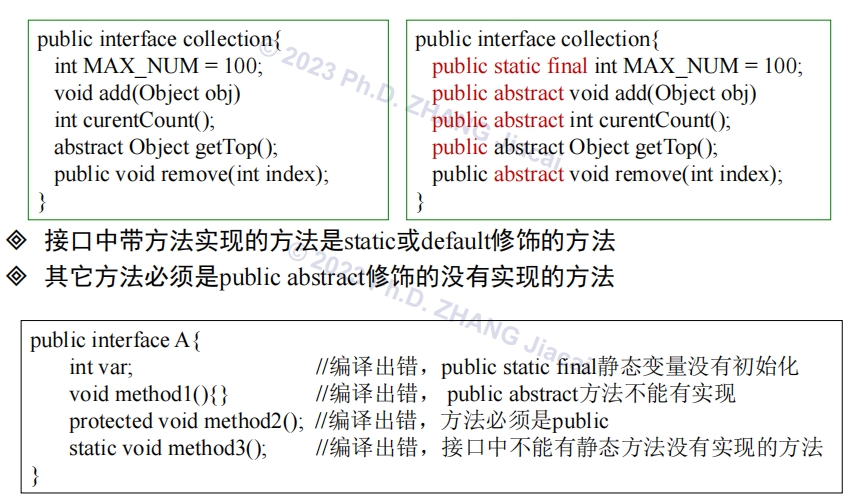 public interface collection{
int MAX_NUM = 100;
void add(Object obj)
int curentCount();
abstract Object getTop();
public void remove(int index);
}
public interface collection{
public static final int MAX_NUM = 100;
public abstract void add(Object obj)
public abstract int curentCount();
public abstract Object getTop();
public abstract void remove(int index);
}
© 2023 Ph.D. ZHANG Jiacai
接口中带方法实现的方法是static或default修饰的方法
其它方法必须是public abstract修饰的没有实现的方法
© 2023 Ph.D. ZHANG Jiacai
public interface A{
int var; //编译出错，public static final静态变量没有初始化
void method1(){} //编译出错， public abstract方法不能有实现
protected void method2(); //编译出错，方法必须是public
static void method3(); //编译出错，接口中不能有静态方法没有实现的方法
}